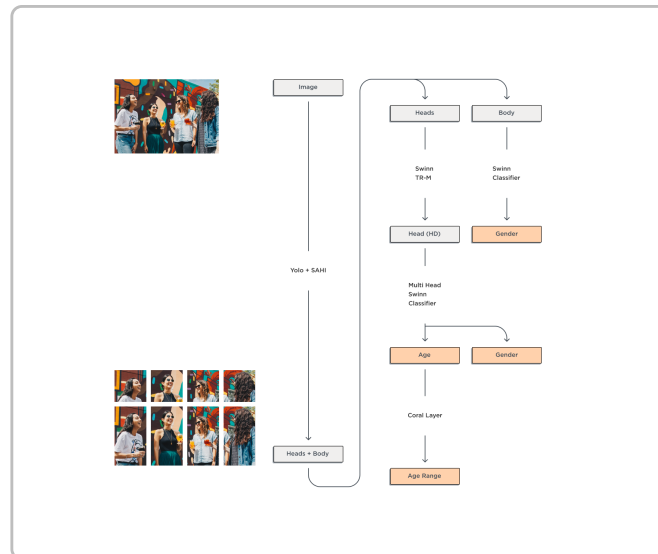 Image
Heads
Body
Swinn
TR-M
Swinn
Classifier
Head (HD)
Gender
Yolo + SAHI
Multi Head
Swinn
Classifier
Age
Gender
Coral Layer
Heads + Body
Age Range